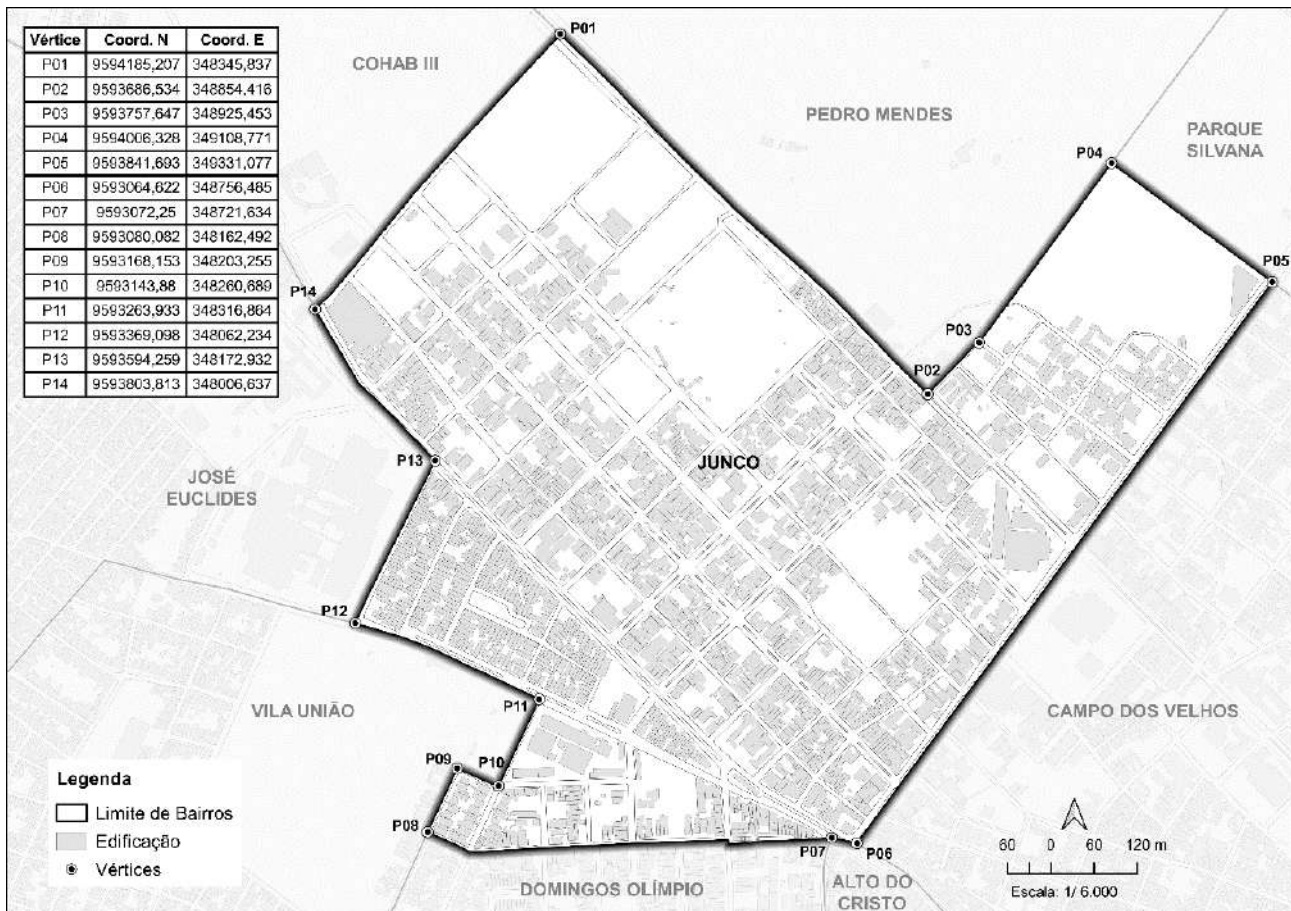 Vértice Coord. N Coord. E
P01 9594185,207 348345,837
P02 9593686,534 348854,416
P03 9593757,647 348925,453
P04 9594006,328 349108,771
P05 9593841,693 349331,077
P06 9593064,622 348756,485
P07 9593072,25 348721,634
P08 9593080,082 348162,492
P09 9593168,153 348203,255
P10 9593143,88 348260,689
P11 9593263,933 348316,864
P12 9593369,098 348062,234
P13 9593594,259 348172,932
P14 9593803,813 348006,637
P01
COHAB III
PEDRO MENDES
PARQUE
SILVANA
P04
P05
P14
P03
P02
JUNCO
P13
JOSÉ
EUCLIDES
P12
P11
VILA UNIÃO
CAMPO DOS VELHOS
P09
P10
P08
P07
P06
DOMINGOS OLÍMPIO
ALTO DO
CRISTO
Legenda
Limite de Bairros
Edificação
Vértices
60 0 60 120 m
Escala: 1/ 6.000